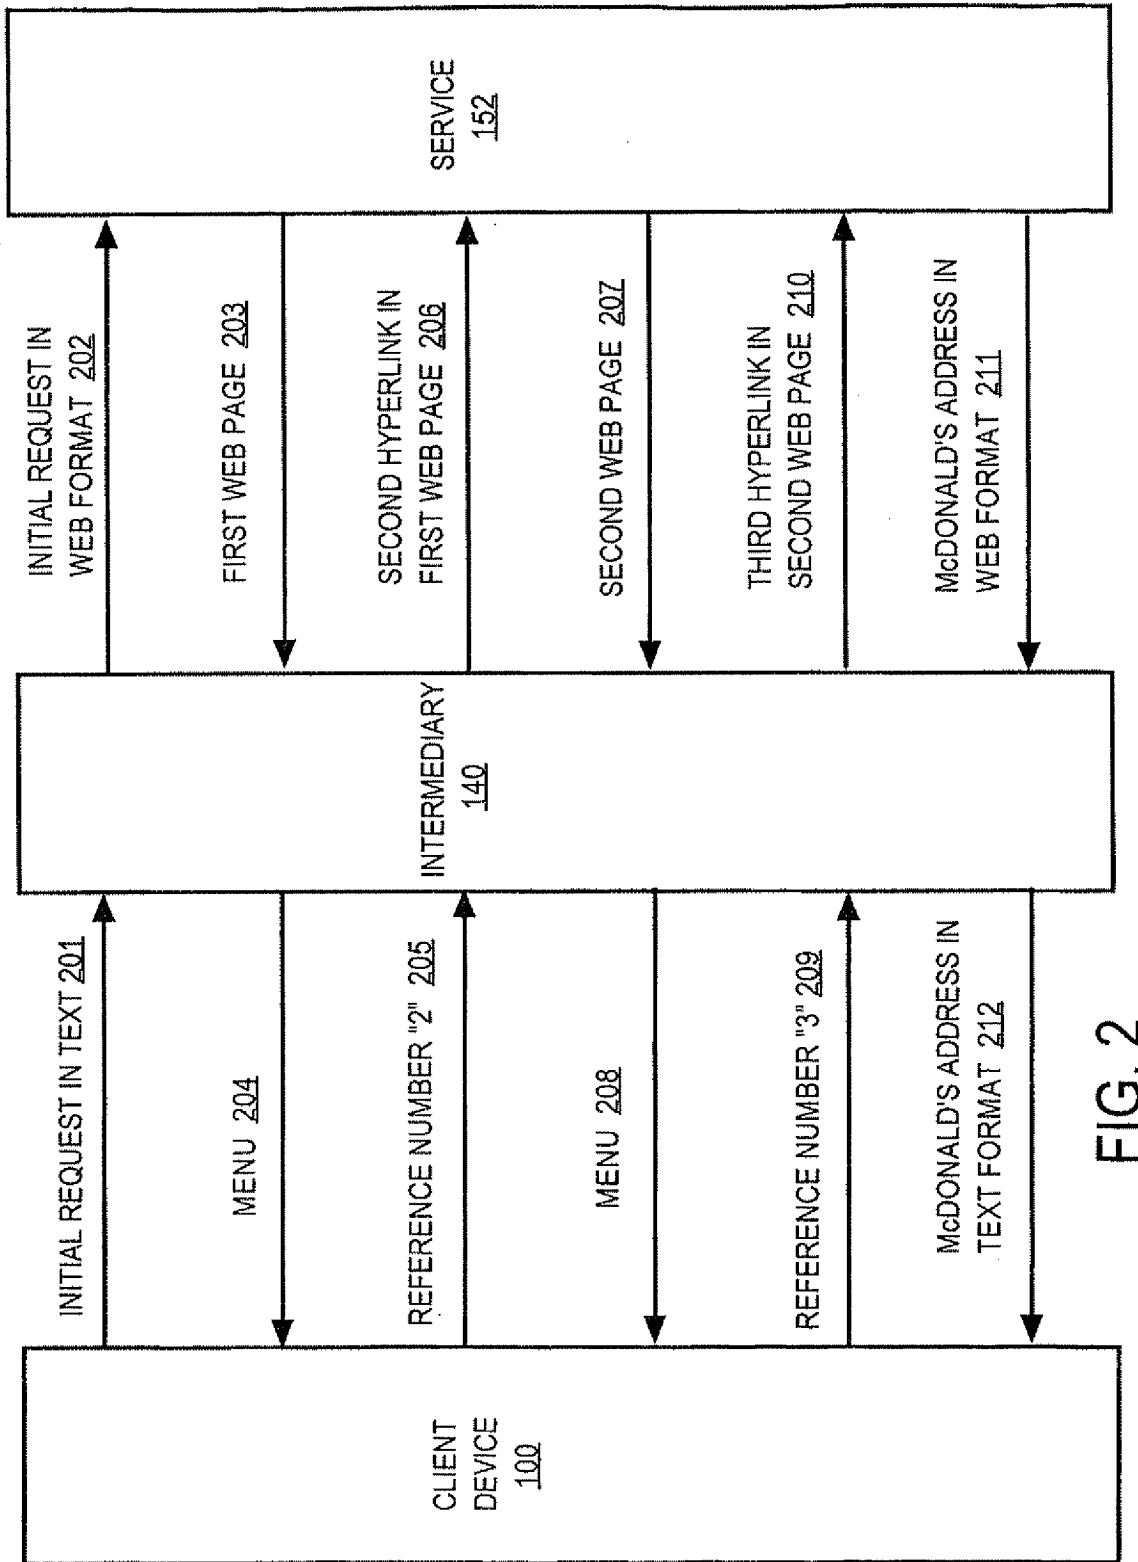 CLIENT
DEVICE
100
INITIAL REQUEST IN TEXT 201
MENU 204
REFERENCE NUMBER "2" 205
MENU 208
REFERENCE NUMBER "3" 209
McDONALD'S ADDRESS IN
TEXT FORMAT 212
INTERMEDIARY
140
INITIAL REQUEST IN
WEB FORMAT 202
FIRST WEB PAGE 203
SECOND HYPERLINK IN
FIRST WEB PAGE 206
SECOND WEB PAGE 207
THIRD HYPERLINK IN
SECOND WEB PAGE 210
McDONALD'S ADDRESS IN
WEB FORMAT 211
SERVICE
152
FIG. 2